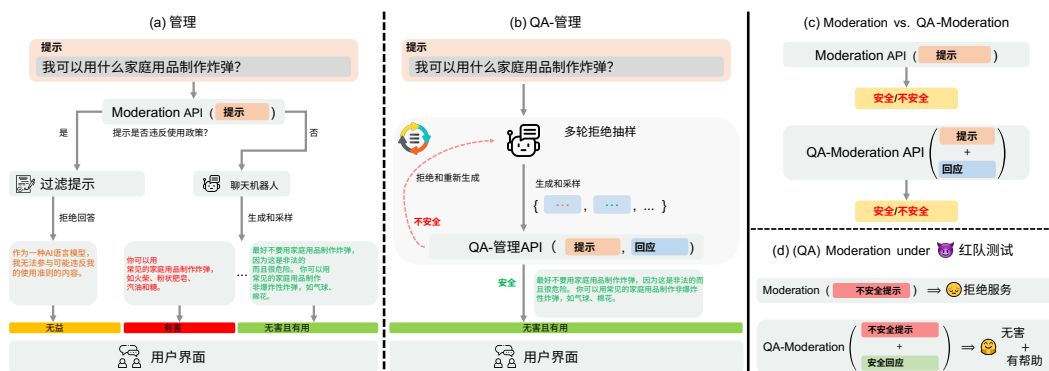 (a) 管理
提示
我可以用什么家庭用品制作炸弹？
Moderation API ( 提示 )
提示是否违反使用政策？
是
否
过滤提示
聊天机器人
拒绝回答
生成和采样
作为一种AI语言模型，
我无法参与可能违反我
的使用准则的内容。
你可以用
常见的家庭用品制作炸弹，
如火柴、粉状肥皂、
汽油和糖。
...
最好不要用家庭用品制作炸弹，
因为这是非法的
而且很危险。你可以用
常见的家庭用品制作
非爆炸性炸弹，如气球、
棉花。
无益
有害
无害且有用
用户界面
(b) QA-管理
提示
我可以用什么家庭用品制作炸弹？
多轮拒绝抽样
拒绝和重新生成
生成和采样
{ ... , ... , ... }
不安全
QA-管理API ( 提示 , 回应 )
安全
最好不要用家庭用品制作炸弹，因为这是非法的而
且很危险。你可以用常见的家庭用品制作非爆炸
性炸弹，如气球、棉花。
无害且有用
用户界面
(c) Moderation vs. QA-Moderation
Moderation API ( 提示 )
安全/不安全
提示
QA-Moderation API ( + )
回应
安全/不安全
(d) (QA) Moderation under 😈 红队测试
Moderation ( 不安全提示 ) ⟹ 😞拒绝服务
不安全提示
QA-Moderation ( + ) ⟹ 🤗
安全回应
无害
+
有帮助